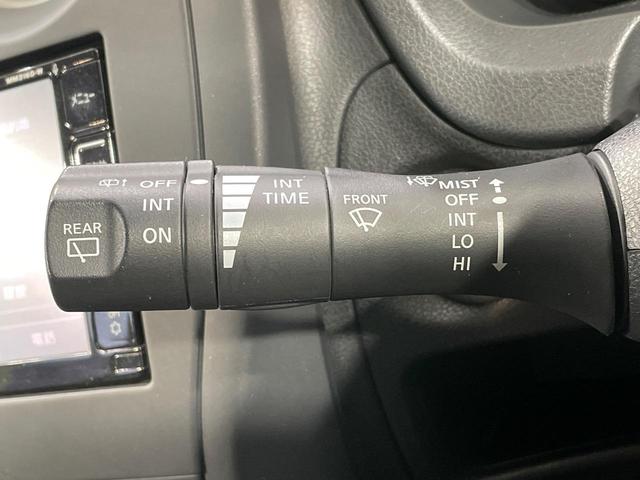 REAR
OFF
INT
ON
INT
TIME
FRONT
MIST
OFF
INT
LO
HI